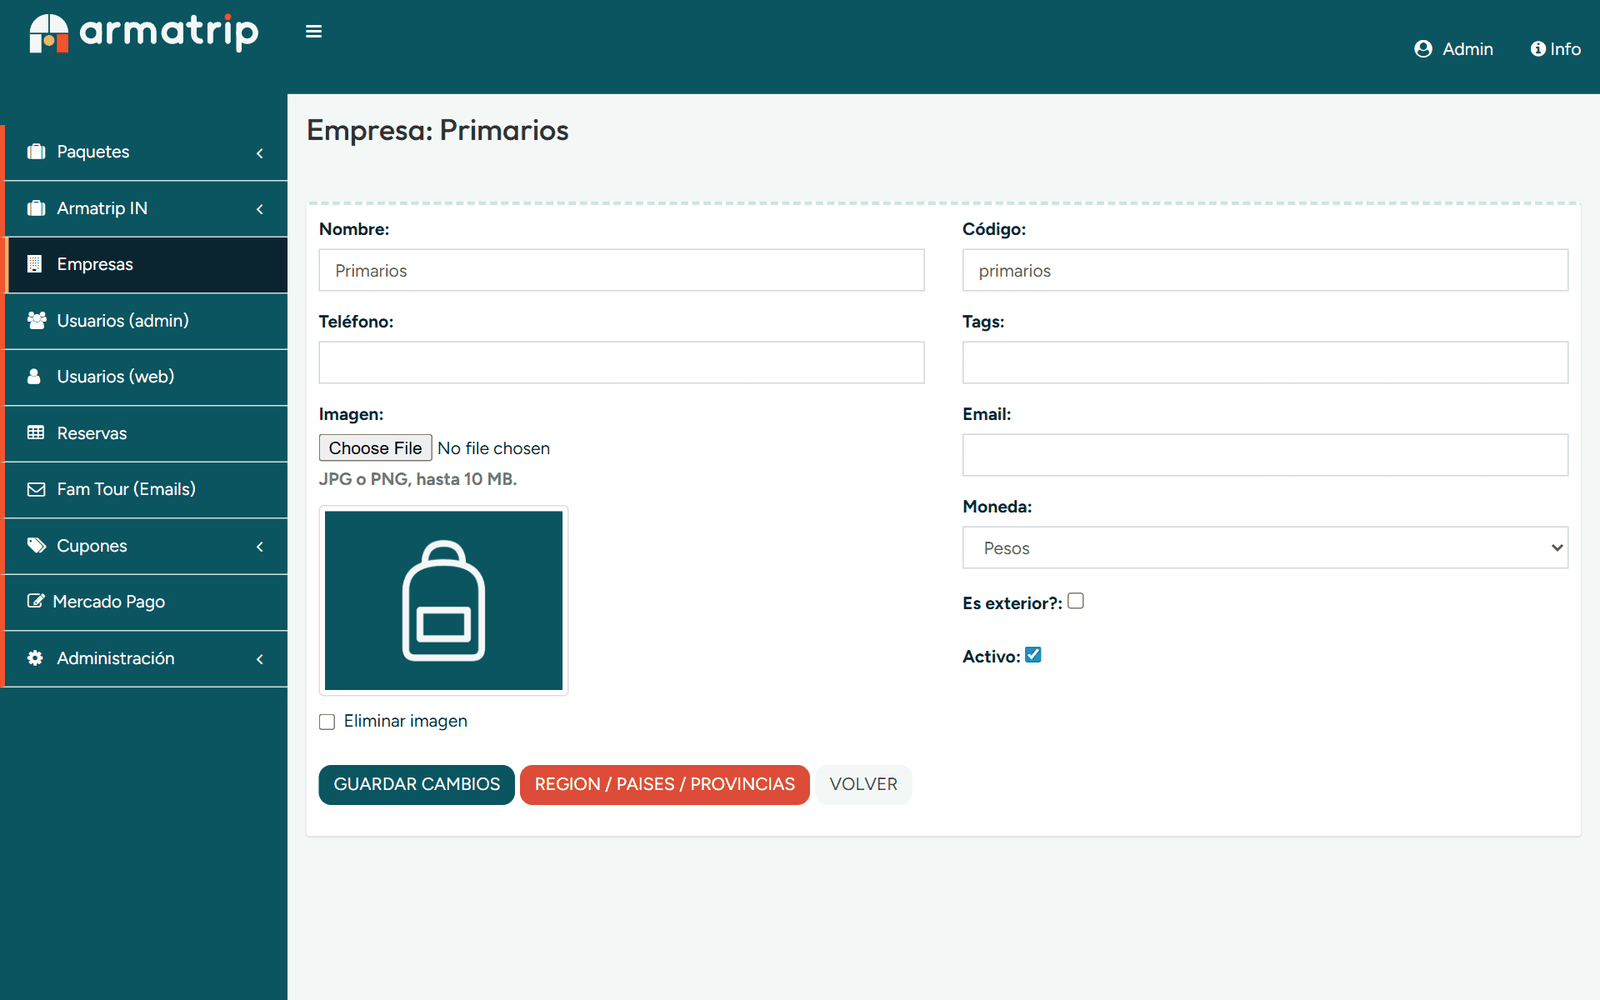 armatrip
Admin
Info
Paquetes
Armatrip IN
Empresas
Usuarios (admin)
Usuarios (web)
Reservas
Fam Tour (Emails)
Cupones
Mercado Pago
Administración
Empresa: Primarios
Nombre:
Primarios
Código:
primarios
Teléfono:
Tags:
Imagen:
Choose File No file chosen
JPG o PNG, hasta 10 MB.
Eliminar imagen
Email:
Moneda:
Pesos
Es exterior?:
Activo:
GUARDAR CAMBIOS REGION / PAISES / PROVINCIAS VOLVER